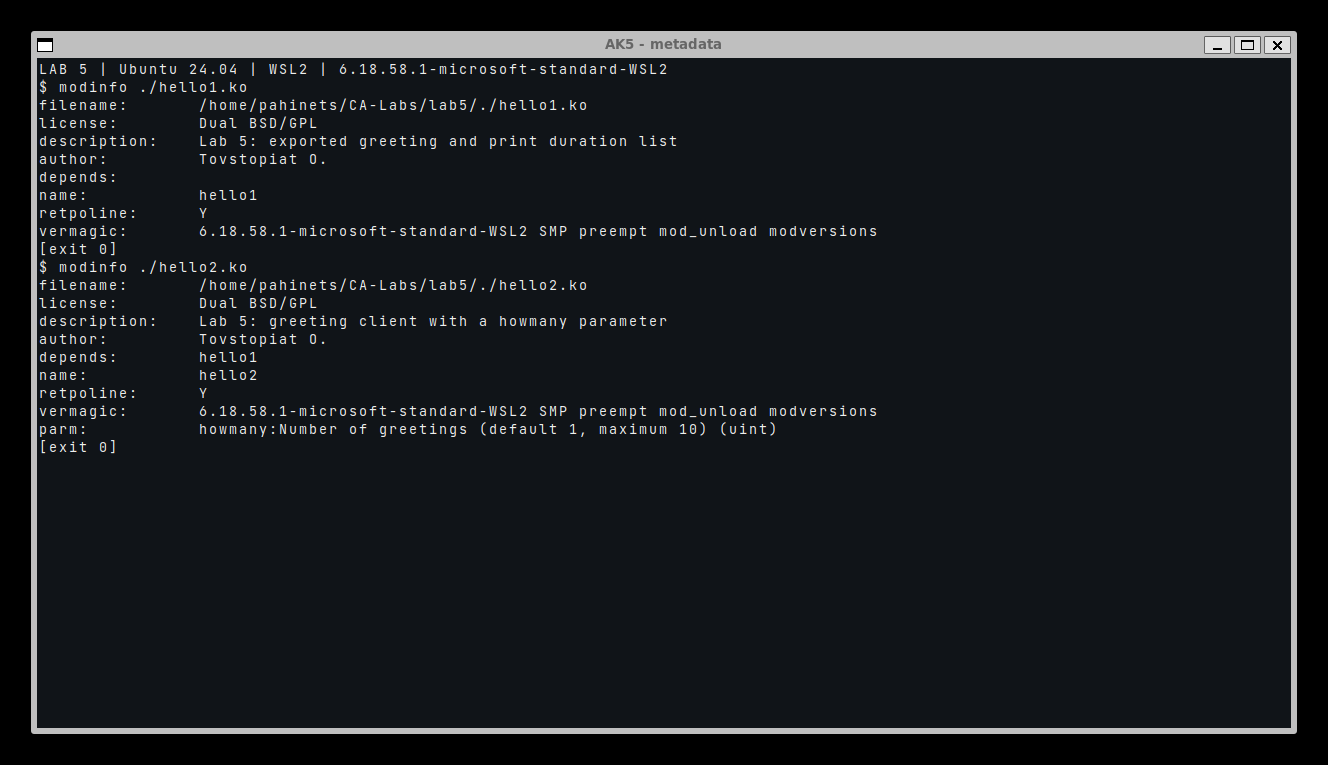 AK5 - metadata
LAB 5 | Ubuntu 24.04 | WSL2 | 6.18.58.1-microsoft-standard-WSL2
$ modinfo ./hello1.ko
filename:       /home/pahinets/CA-Labs/lab5/./hello1.ko
license:        Dual BSD/GPL
description:    Lab 5: exported greeting and print duration list
author:         Tovstopiat O.
depends:
name:           hello1
retpoline:      Y
vermagic:       6.18.58.1-microsoft-standard-WSL2 SMP preempt mod_unload modversions
[exit 0]
$ modinfo ./hello2.ko
filename:       /home/pahinets/CA-Labs/lab5/./hello2.ko
license:        Dual BSD/GPL
description:    Lab 5: greeting client with a howmany parameter
author:         Tovstopiat O.
depends:        hello1
name:           hello2
retpoline:      Y
vermagic:       6.18.58.1-microsoft-standard-WSL2 SMP preempt mod_unload modversions
parm:           howmany:Number of greetings (default 1, maximum 10) (uint)
[exit 0]